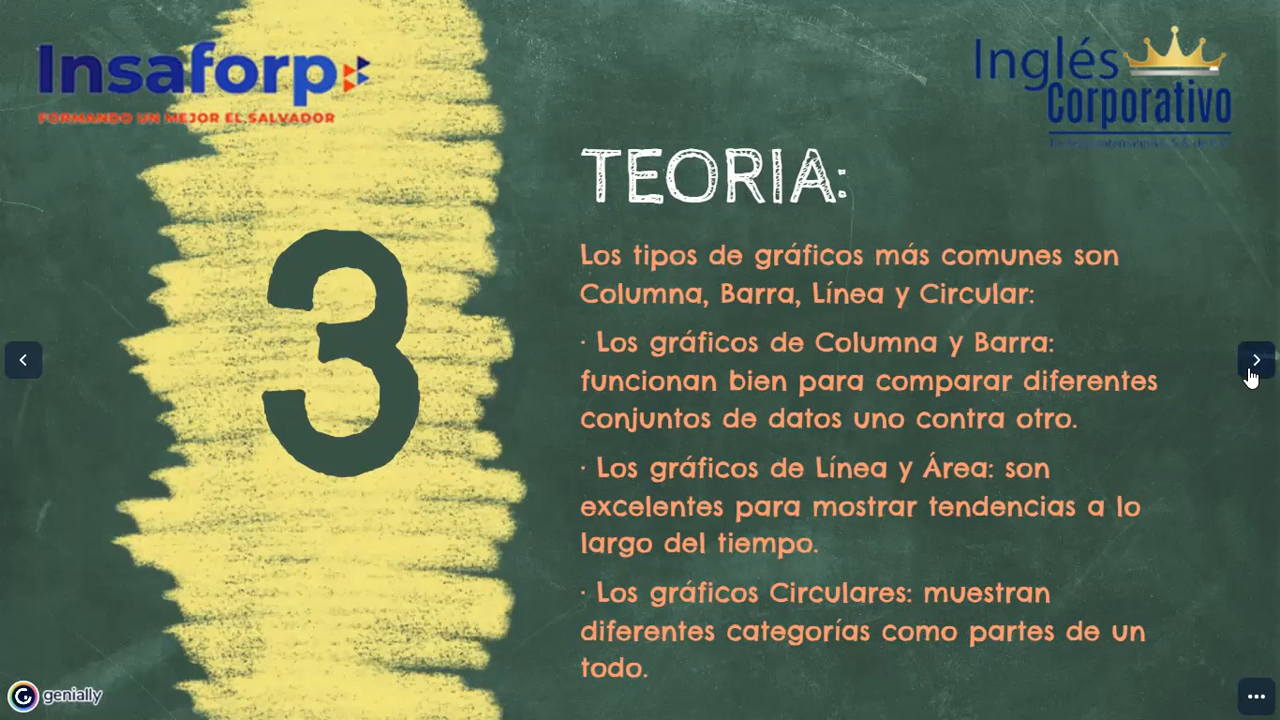 Insaforp
FORMANDO UN MEJOR EL SALVADOR
Inglés
Corporativo
TEORIA:
3
Los tipos de gráficos más comunes son
Columna, Barra, Línea y Circular:
· Los gráficos de Columna y Barra:
funcionan bien para comparar diferentes
conjuntos de datos uno contra otro.
· Los gráficos de Línea y Área: son
excelentes para mostrar tendencias a lo
largo del tiempo.
· Los gráficos Circulares: muestran
diferentes categorías como partes de un
todo.
genially